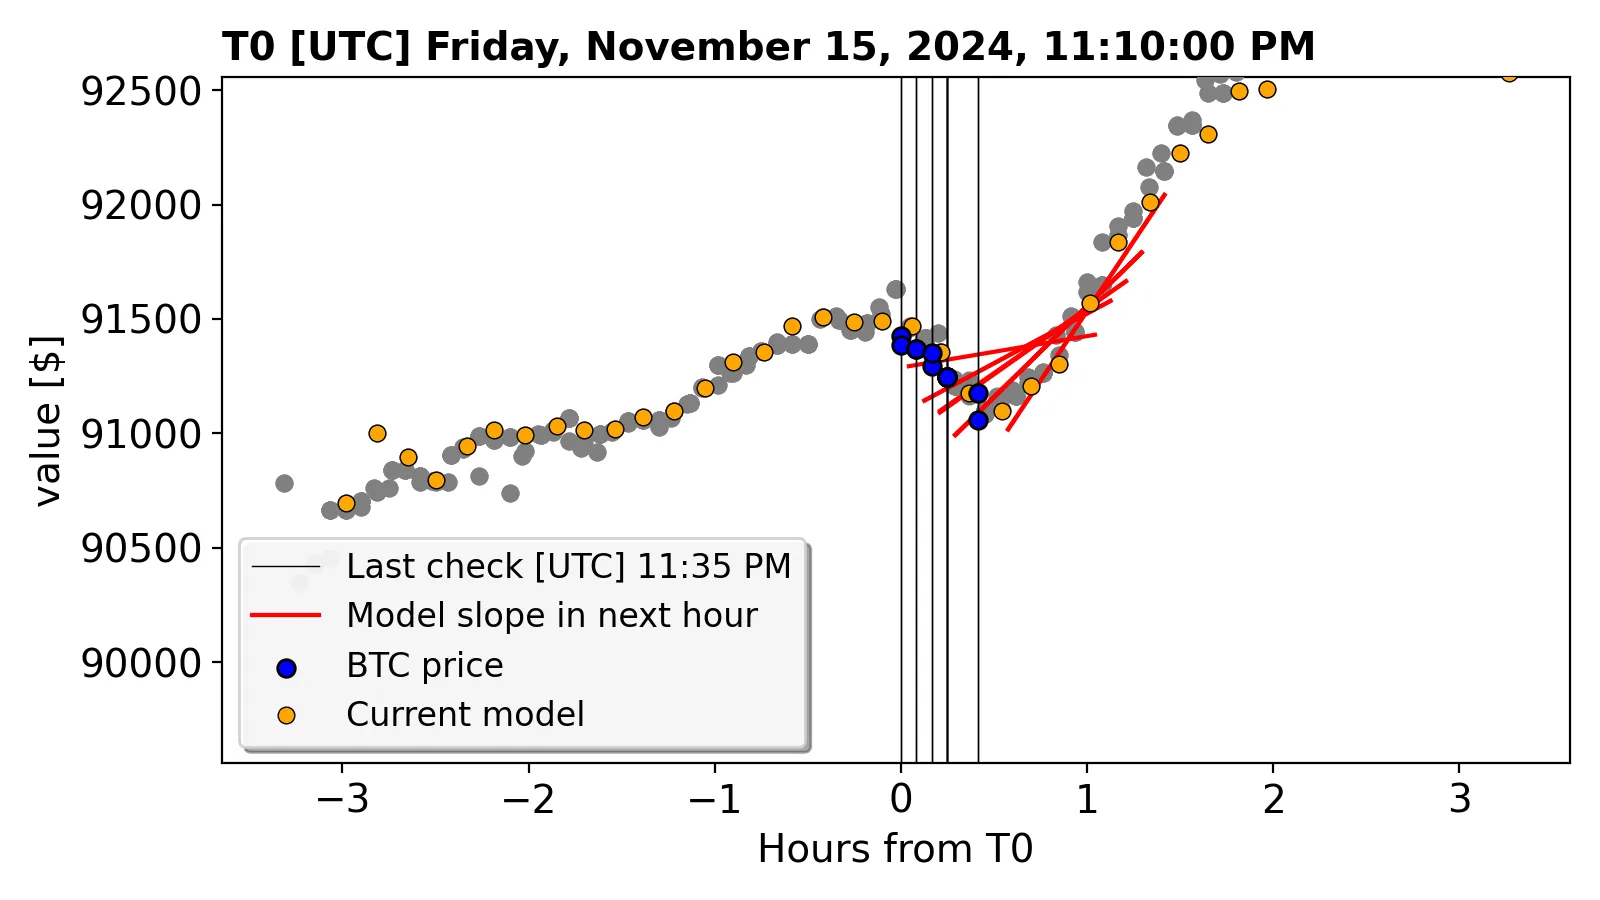 T0 [UTC] Friday, November 15, 2024, 11:10:00 PM
92500
92000
91500
91000
90500
90000
value [$]
Last check [UTC] 11:35 PM
Model slope in next hour
BTC price
Current model
−3 −2 −1 0 1 2 3
Hours from T0